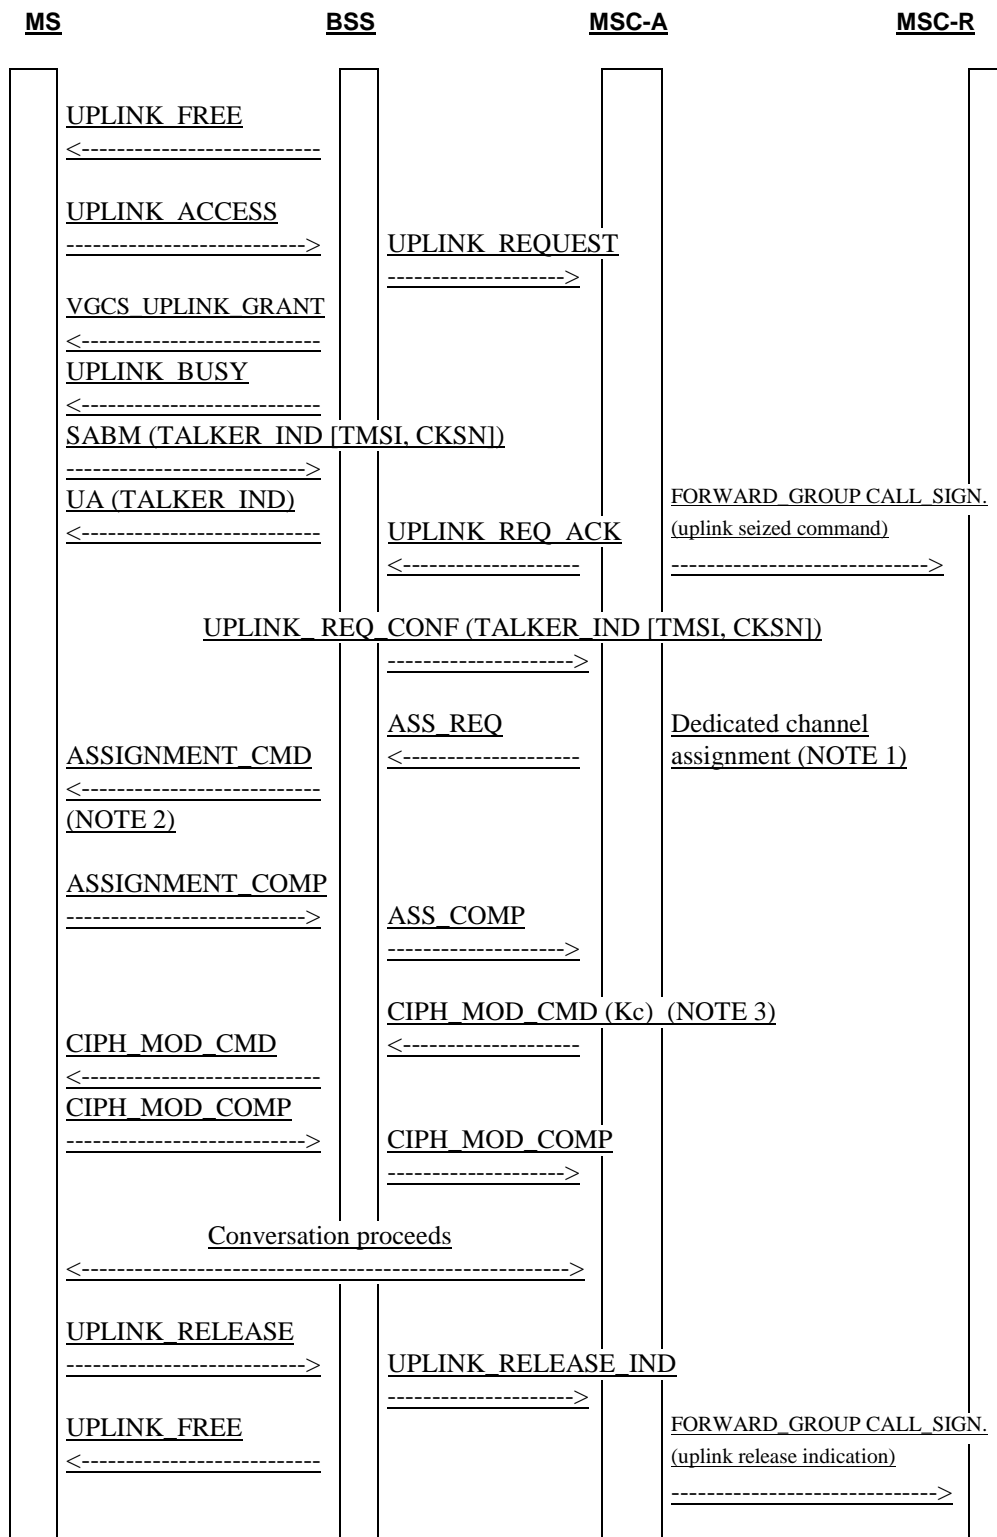 MS BSS MSC-A MSC-R
UPLINK_FREE
<---------------------------
UPLINK_ACCESS
--------------------------->
UPLINK_REQUEST
-------------------->
VGCS_UPLINK_GRANT
<---------------------------
UPLINK_BUSY
<---------------------------
SABM (TALKER_IND [TMSI, CKSN])
--------------------------->
UA (TALKER_IND)
<---------------------------
FORWARD_GROUP CALL_SIGN.
(uplink seized command)
----------------------------->
UPLINK_REQ_ACK
<--------------------
UPLINK_ REQ_CONF (TALKER_IND [TMSI, CKSN])
--------------------->
ASS_REQ
<--------------------
Dedicated channel
assignment (NOTE 1)
ASSIGNMENT_CMD
<---------------------------
(NOTE 2)
ASSIGNMENT_COMP
--------------------------->
ASS_COMP
-------------------->
CIPH_MOD_CMD (Kc) (NOTE 3)
<--------------------
CIPH_MOD_CMD
<---------------------------
CIPH_MOD_COMP
--------------------------->
CIPH_MOD_COMP
-------------------->
Conversation proceeds
<------------------------------------------------------->
UPLINK_RELEASE
--------------------------->
UPLINK_RELEASE_IND
--------------------->
UPLINK_FREE
<---------------------------
FORWARD_GROUP CALL_SIGN.
(uplink release indication)
------------------------------>